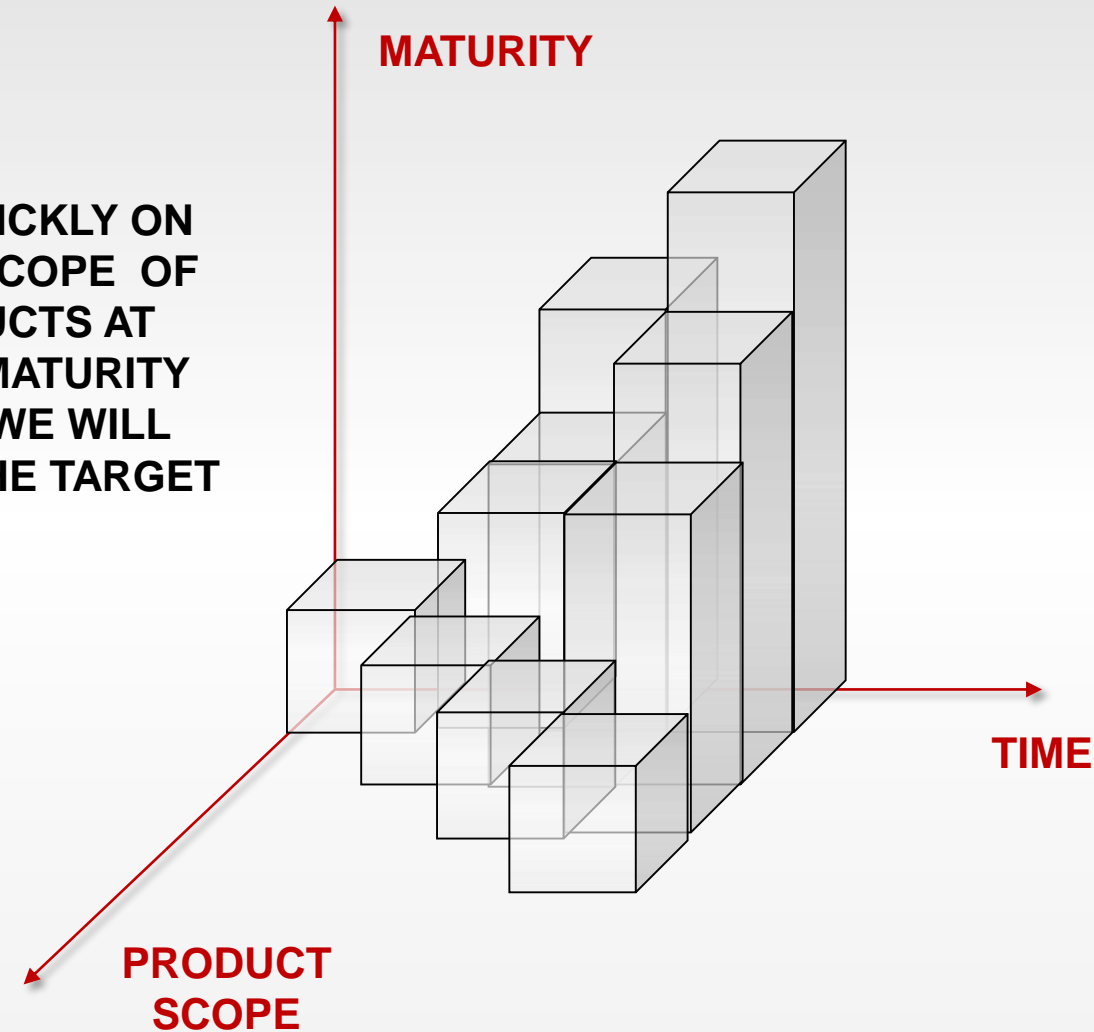 MATURITY
ICKLY ON
COPE OF
UCTS AT
MATURITY
WE WILL
HE TARGET
TIME
PRODUCT
SCOPE